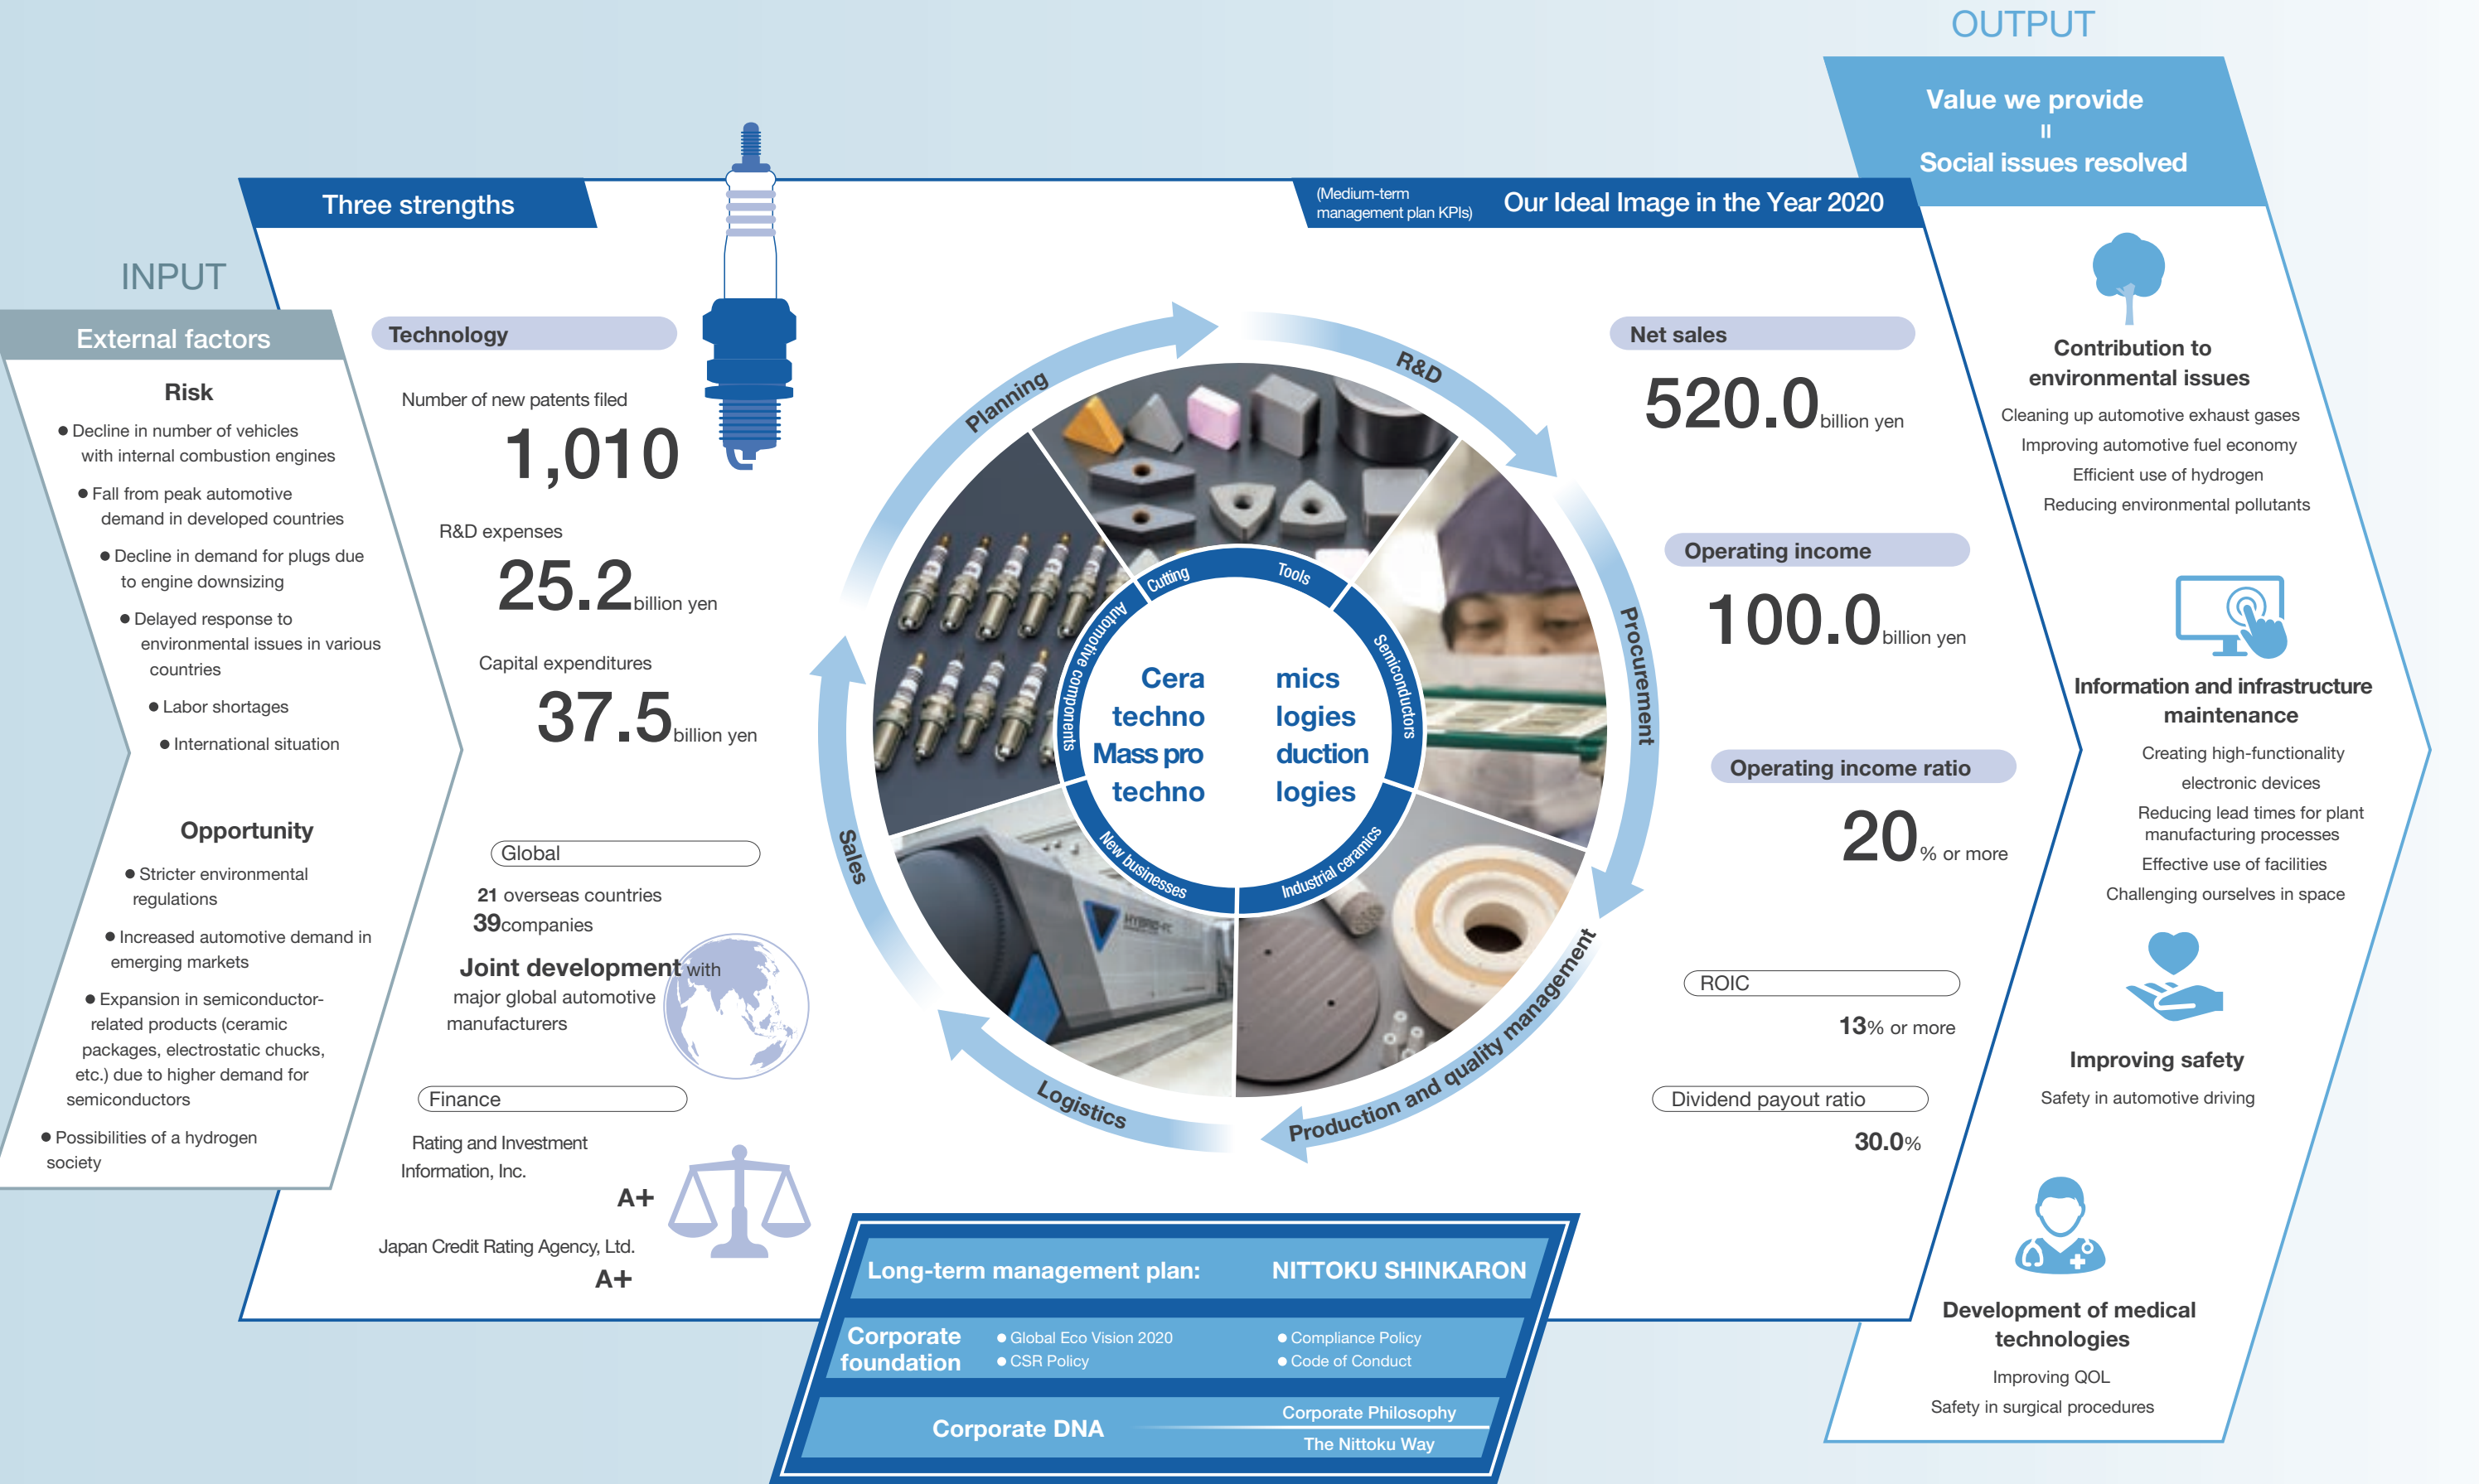 INPUT
External factors
Risk
● Decline in number of vehicles
with internal combustion engines
● Fall from peak automotive
demand in developed countries
● Decline in demand for plugs due
to engine downsizing
● Delayed response to
environmental issues in various
countries
● Labor shortages
● International situation
Opportunity
● Stricter environmental
regulations
● Increased automotive demand in
emerging markets
● Expansion in semiconductor-
related products (ceramic
packages, electrostatic chucks,
etc.) due to higher demand for
semiconductors
● Possibilities of a hydrogen
society
Three strengths
Technology
Number of new patents filed
1,010
R&D expenses
25.2 billion yen
Capital expenditures
37.5 billion yen
Global
21 overseas countries
39companies
Joint development with
major global automotive
manufacturers
Finance
Rating and Investment
Information, Inc.
A+
Japan Credit Rating Agency, Ltd.
A+
Planning
R&D
Procurement
Production and quality management
Logistics
Sales
Cutting Tools
Semiconductors
Industrial ceramics
New businesses
Automotive components
Cera mics
techno logies
Mass pro duction
techno logies
HYBRID-FC
Long-term management plan: NITTOKU SHINKARON
Corporate
foundation
● Global Eco Vision 2020
● CSR Policy
● Compliance Policy
● Code of Conduct
Corporate DNA
Corporate Philosophy
The Nittoku Way
(Medium-term
management plan KPIs)
Our Ideal Image in the Year 2020
Net sales
520.0 billion yen
Operating income
100.0 billion yen
Operating income ratio
20 % or more
ROIC
13% or more
Dividend payout ratio
30.0%
OUTPUT
Value we provide
=
Social issues resolved
Contribution to
environmental issues
Cleaning up automotive exhaust gases
Improving automotive fuel economy
Efficient use of hydrogen
Reducing environmental pollutants
Information and infrastructure
maintenance
Creating high-functionality
electronic devices
Reducing lead times for plant
manufacturing processes
Effective use of facilities
Challenging ourselves in space
Improving safety
Safety in automotive driving
Development of medical
technologies
Improving QOL
Safety in surgical procedures